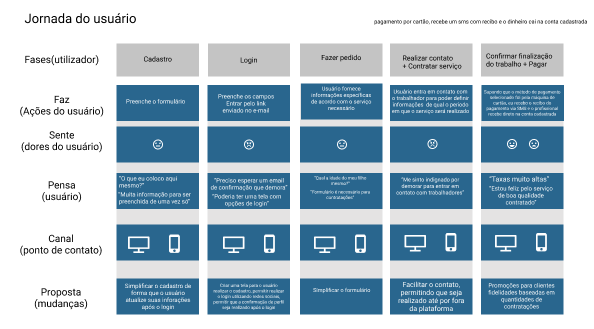 Jornada do usuário
pagamento por cartão, recebe um sms com recibo e o dinheiro cai na conta cadastrada
Fases(utilizador)
Cadastro
Login
Fazer pedido
Realizar contato
+ Contratar serviço
Confirmar finalização
do trabalho + Pagar
Faz
(Ações do usuário)
Preenche o formulário
Preenche os campos
Entrar pelo link
enviado no e-mail
Usuário fornece
informações especificas
de acordo com o serviço
necessário
Usuário entra em contato com
o trabalhador para poder definir
informações de qual o periodo
em que o serviço será realizado
Supondo que o método de pagamento
selecionado foi pela máquina de
cartão, eu recebo o recibo do
pagamento via SMS e o profissional
recebe direto na conta cadastrada
Sente
(dores do usuário)
Pensa
(usuário)
"O que eu coloco aqui
mesmo?"
"Muita informação para ser
preenchida de uma vez só"
"Preciso esperar um email
de confirmação que demora"
"Poderia ter uma tela com
opções de login"
"Qual a idade do meu filho
mesmo?"
"Formulário é necessario para
contratações"
"Me sinto indignado por
demorar para entrar em
contato com trabalhadores"
"Taxas muito altas"
"Estou feliz pelo serviço
de boa qualidade
contratado"
Canal
(ponto de contato)
Proposta
(mudanças)
Simplificar o cadastro de
forma que o usuário
atualize suas inforações
após o login
Criar uma tela para o usuário
realizar o cadastro, permitir realizar
o login utilizando redes sociais,
permitir que a confirmação de perfil
seja realizado após o login
Simplificar o formulário
Facilitar o contato,
permitindo que seja
realizado até por fora
da plataforma
Promoções para clientes
fidelidades baseadas em
quantidades de
contratações